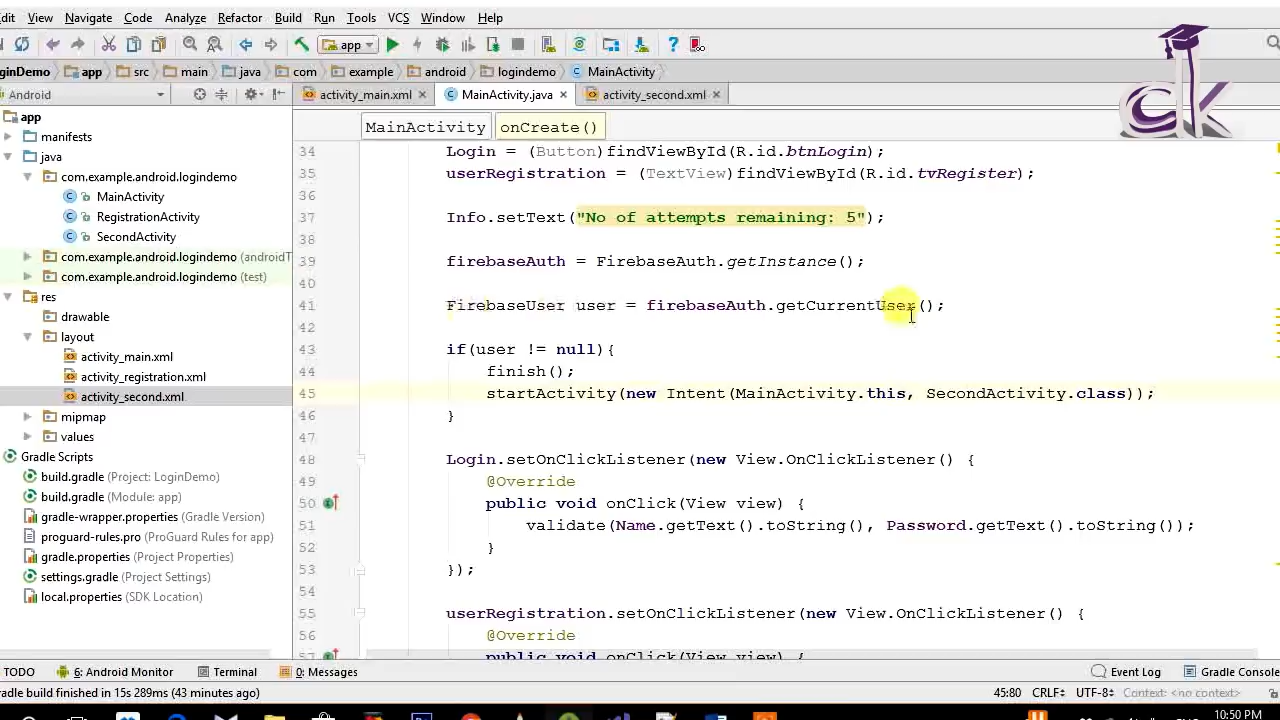 dit View Navigate Code Analyze Refactor Build Run Tools VCS Window Help
app
oginDemo app src main java com example android logindemo MainActivity
Android
activity_main.xml MainActivity.java activity_second.xml
MainActivity onCreate()
app
manifests
java
com.example.android.logindemo
MainActivity
RegistrationActivity
SecondActivity
com.example.android.logindemo (androidT
com.example.android.logindemo (test)
res
drawable
layout
activity_main.xml
activity_registration.xml
activity_second.xml
mipmap
values
Gradle Scripts
build.gradle (Project: LoginDemo)
build.gradle (Module: app)
gradle-wrapper.properties (Gradle Version)
proguard-rules.pro (ProGuard Rules for app)
gradle.properties (Project Properties)
settings.gradle (Project Settings)
local.properties (SDK Location)
34 Login = (Button)findViewById(R.id.btnLogin);
35 userRegistration = (TextView)findViewById(R.id.tvRegister);
36
37 Info.setText("No of attempts remaining: 5");
38
39 firebaseAuth = FirebaseAuth.getInstance();
40
41 FirebaseUser user = firebaseAuth.getCurrentUser();
42
43 if(user != null){
44 finish();
45 startActivity(new Intent(MainActivity.this, SecondActivity.class));
46 }
47
48 Login.setOnClickListener(new View.OnClickListener() {
49 @Override
50 public void onClick(View view) {
51 validate(Name.getText().toString(), Password.getText().toString());
52 }
53 });
54
55 userRegistration.setOnClickListener(new View.OnClickListener() {
56 @Override
57 public void onClick(View view) {
TODO 6: Android Monitor Terminal 0: Messages Event Log Gradle Console
radle build finished in 15s 289ms (43 minutes ago) 45:80 CRLF UTF-8 Context: <no context>
10:50 PM